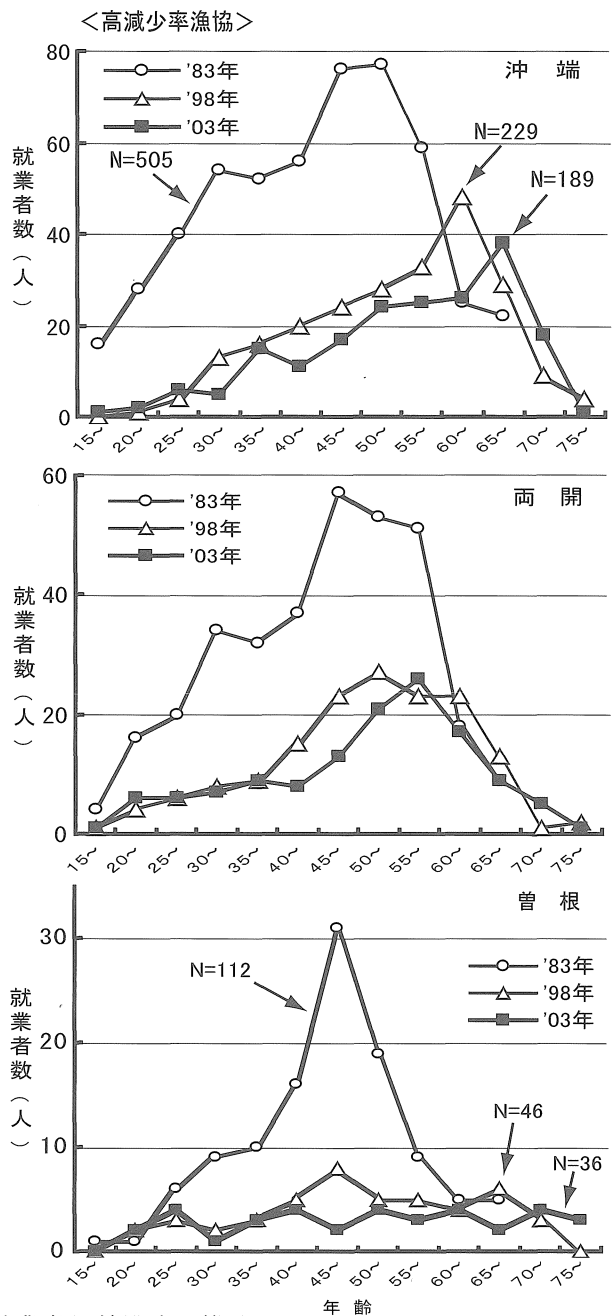 ＜高減少率漁協＞
80
60
40
20
0
就業者数（人）
'83年
'98年
'03年
沖 端
N=505
N=229
N=189
15～ 20～ 25～ 30～ 35～ 40～ 45～ 50～ 55～ 60～ 65～ 70～ 75～
60
40
20
0
就業者数（人）
'83年
'98年
'03年
両 開
15～ 20～ 25～ 30～ 35～ 40～ 45～ 50～ 55～ 60～ 65～ 70～ 75～
30
20
10
0
就業者数（人）
曽 根
'83年
'98年
'03年
N=112
N=46
N=36
15～ 20～ 25～ 30～ 35～ 40～ 45～ 50～ 55～ 60～ 65～ 70～ 75～
年 齢